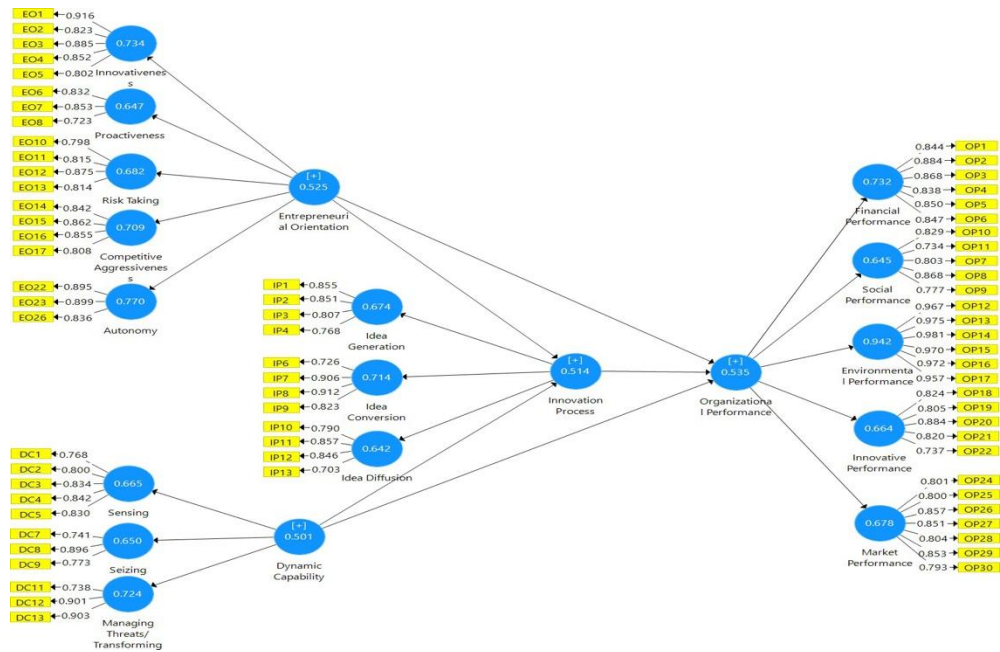 EO1 0.916
EO2 0.823
EO3 0.885
EO4 0.852
EO5 0.802
0.734
Innovativenes
s
EO6 0.832
EO7 0.853
EO8 0.723
0.647
Proactiveness
EO10 0.798
EO11 0.815
EO12 0.875
EO13 0.814
0.682
Risk Taking
EO14 0.842
EO15 0.862
EO16 0.855
EO17 0.808
0.709
Competitive
Aggressivenes
s
EO22 0.895
EO23 0.899
EO26 0.836
0.770
Autonomy
[+]
0.525
Entrepreneuri
al Orientation
IP1 0.855
IP2 0.851
IP3 0.807
IP4 0.768
0.674
Idea
Generation
IP6 0.726
IP7 0.906
IP8 0.912
IP9 0.823
0.714
Idea
Conversion
IP10 0.790
IP11 0.857
IP12 0.846
IP13 0.703
0.642
Idea Diffusion
[+]
0.514
Innovation
Process
DC1 0.768
DC2 0.800
DC3 0.834
DC4 0.842
DC5 0.830
0.665
Sensing
DC7 0.741
DC8 0.896
DC9 0.773
0.650
Seizing
DC11 0.738
DC12 0.901
DC13 0.903
0.724
Managing
Threats/
Transforming
[+]
0.501
Dynamic
Capability
[+]
0.535
Organizationa
l Performance
0.732
Financial
Performance
0.844 OP1
0.884 OP2
0.868 OP3
0.838 OP4
0.850 OP5
0.847 OP6
0.645
Social
Performance
0.829 OP10
0.734 OP11
0.803 OP7
0.868 OP8
0.777 OP9
0.942
Environmenta
l Performance
0.967 OP12
0.975 OP13
0.981 OP14
0.970 OP15
0.972 OP16
0.957 OP17
0.664
Innovative
Performance
0.824 OP18
0.805 OP19
0.884 OP20
0.820 OP21
0.737 OP22
0.678
Market
Performance
0.801 OP24
0.800 OP25
0.857 OP26
0.851 OP27
0.804 OP28
0.853 OP29
0.793 OP30